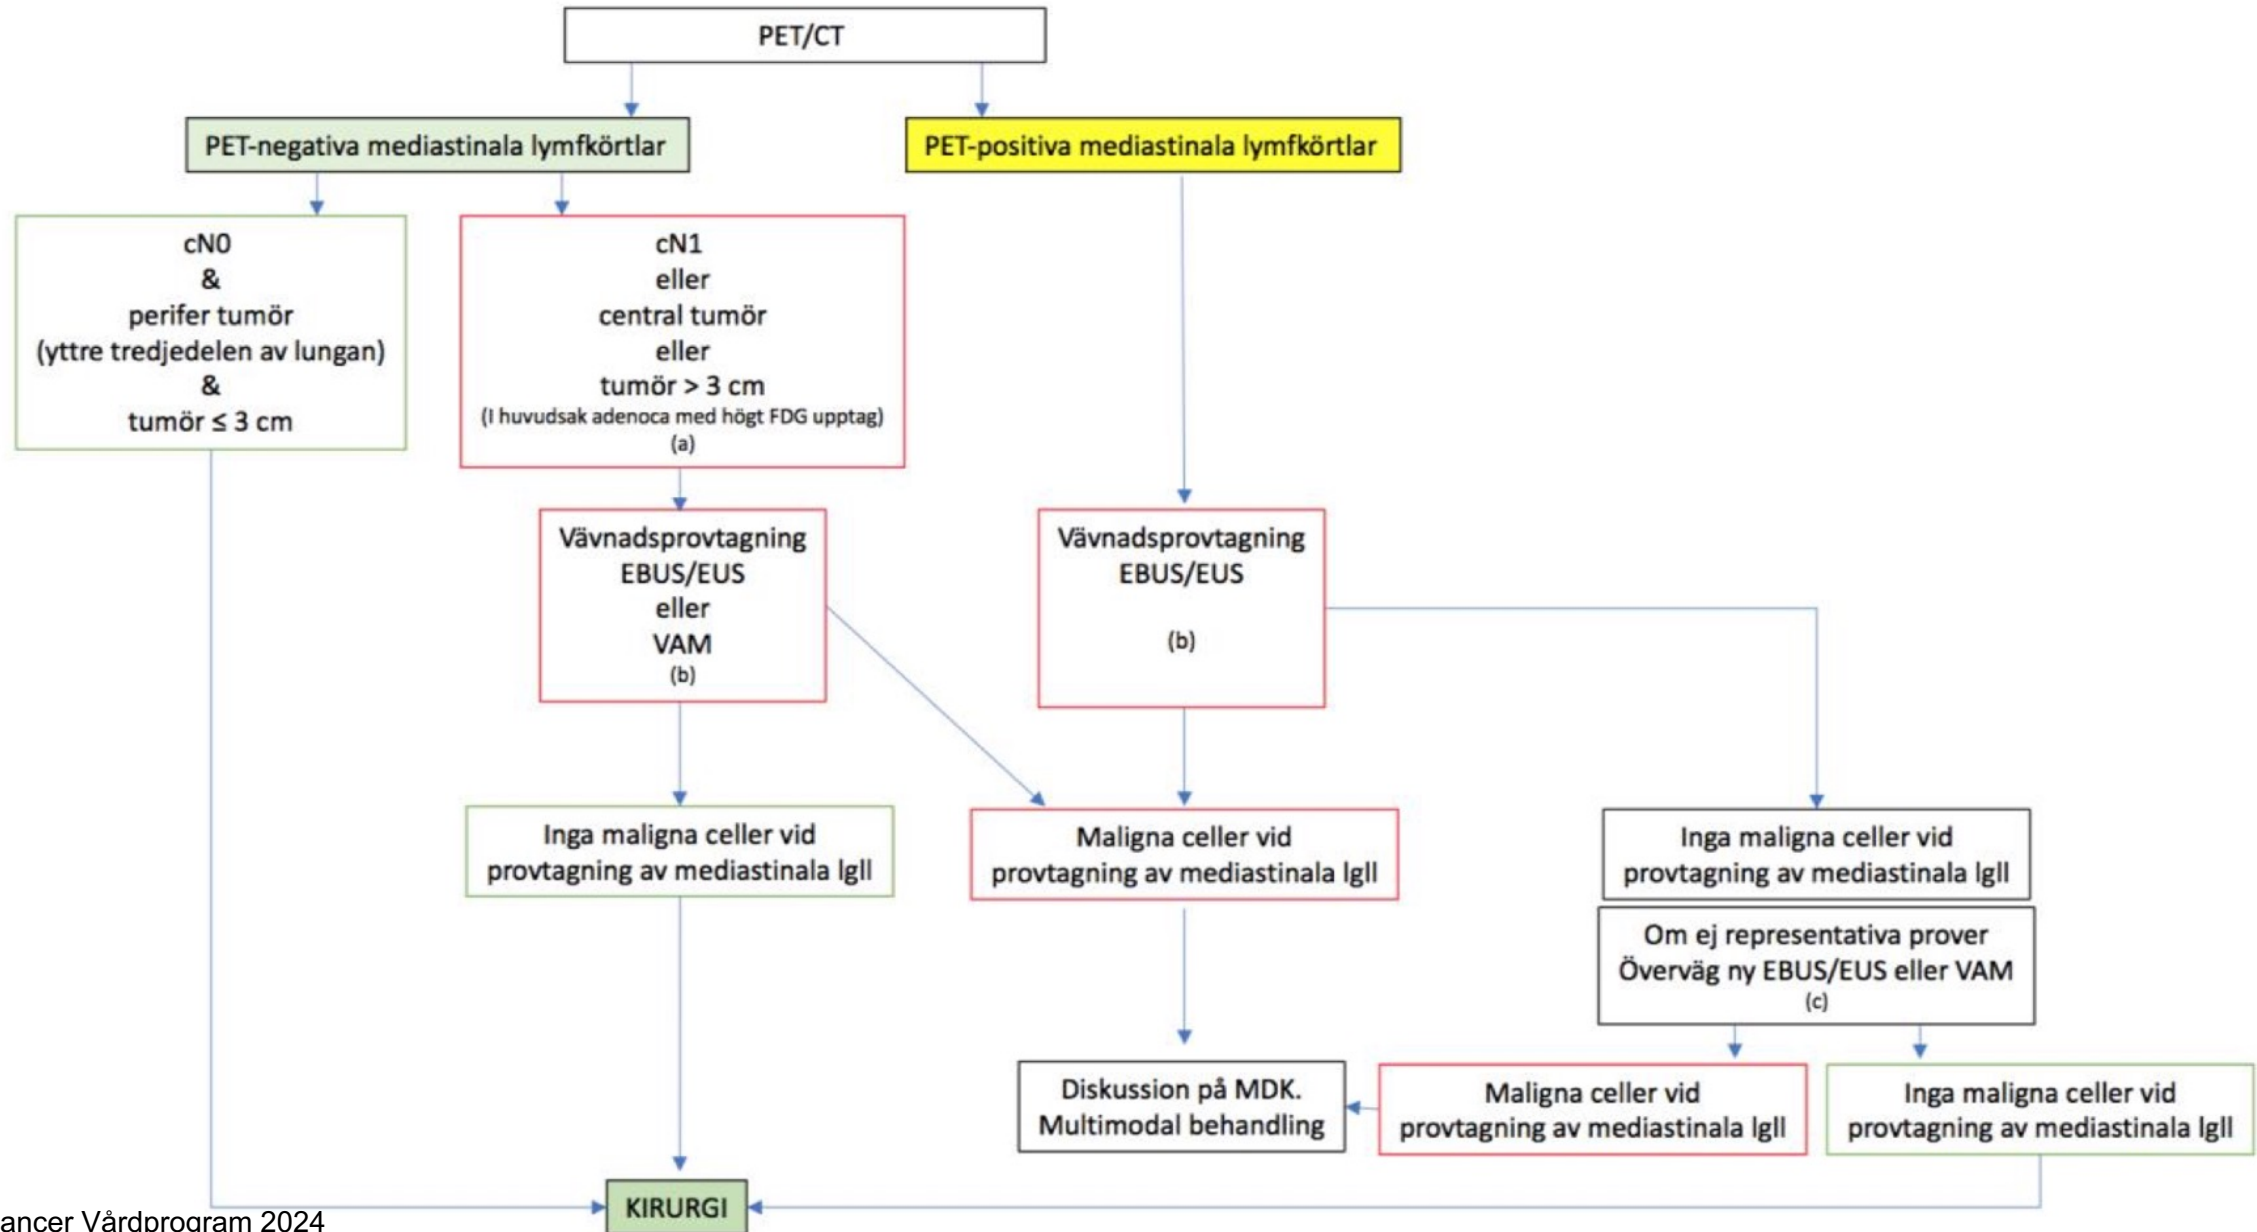 PET/CT
PET-negativa mediastinala lymfkörtlar
PET-positiva mediastinala lymfkörtlar
cN0
&
perifer tumör
(yttre tredjedelen av lungan)
&
tumör ≤ 3 cm
cN1
eller
central tumör
eller
tumör > 3 cm
(I huvudsak adenoca med högt FDG upptag)
(a)
Vävnadsprovtagning
EBUS/EUS
eller
VAM
(b)
Vävnadsprovtagning
EBUS/EUS
(b)
Inga maligna celler vid
provtagning av mediastinala lgll
Maligna celler vid
provtagning av mediastinala lgll
Inga maligna celler vid
provtagning av mediastinala lgll
Om ej representativa prover
Överväg ny EBUS/EUS eller VAM
(c)
Diskussion på MDK.
Multimodal behandling
Maligna celler vid
provtagning av mediastinala lgll
Inga maligna celler vid
provtagning av mediastinala lgll
KIRURGI
ancer Vårdprogram 2024